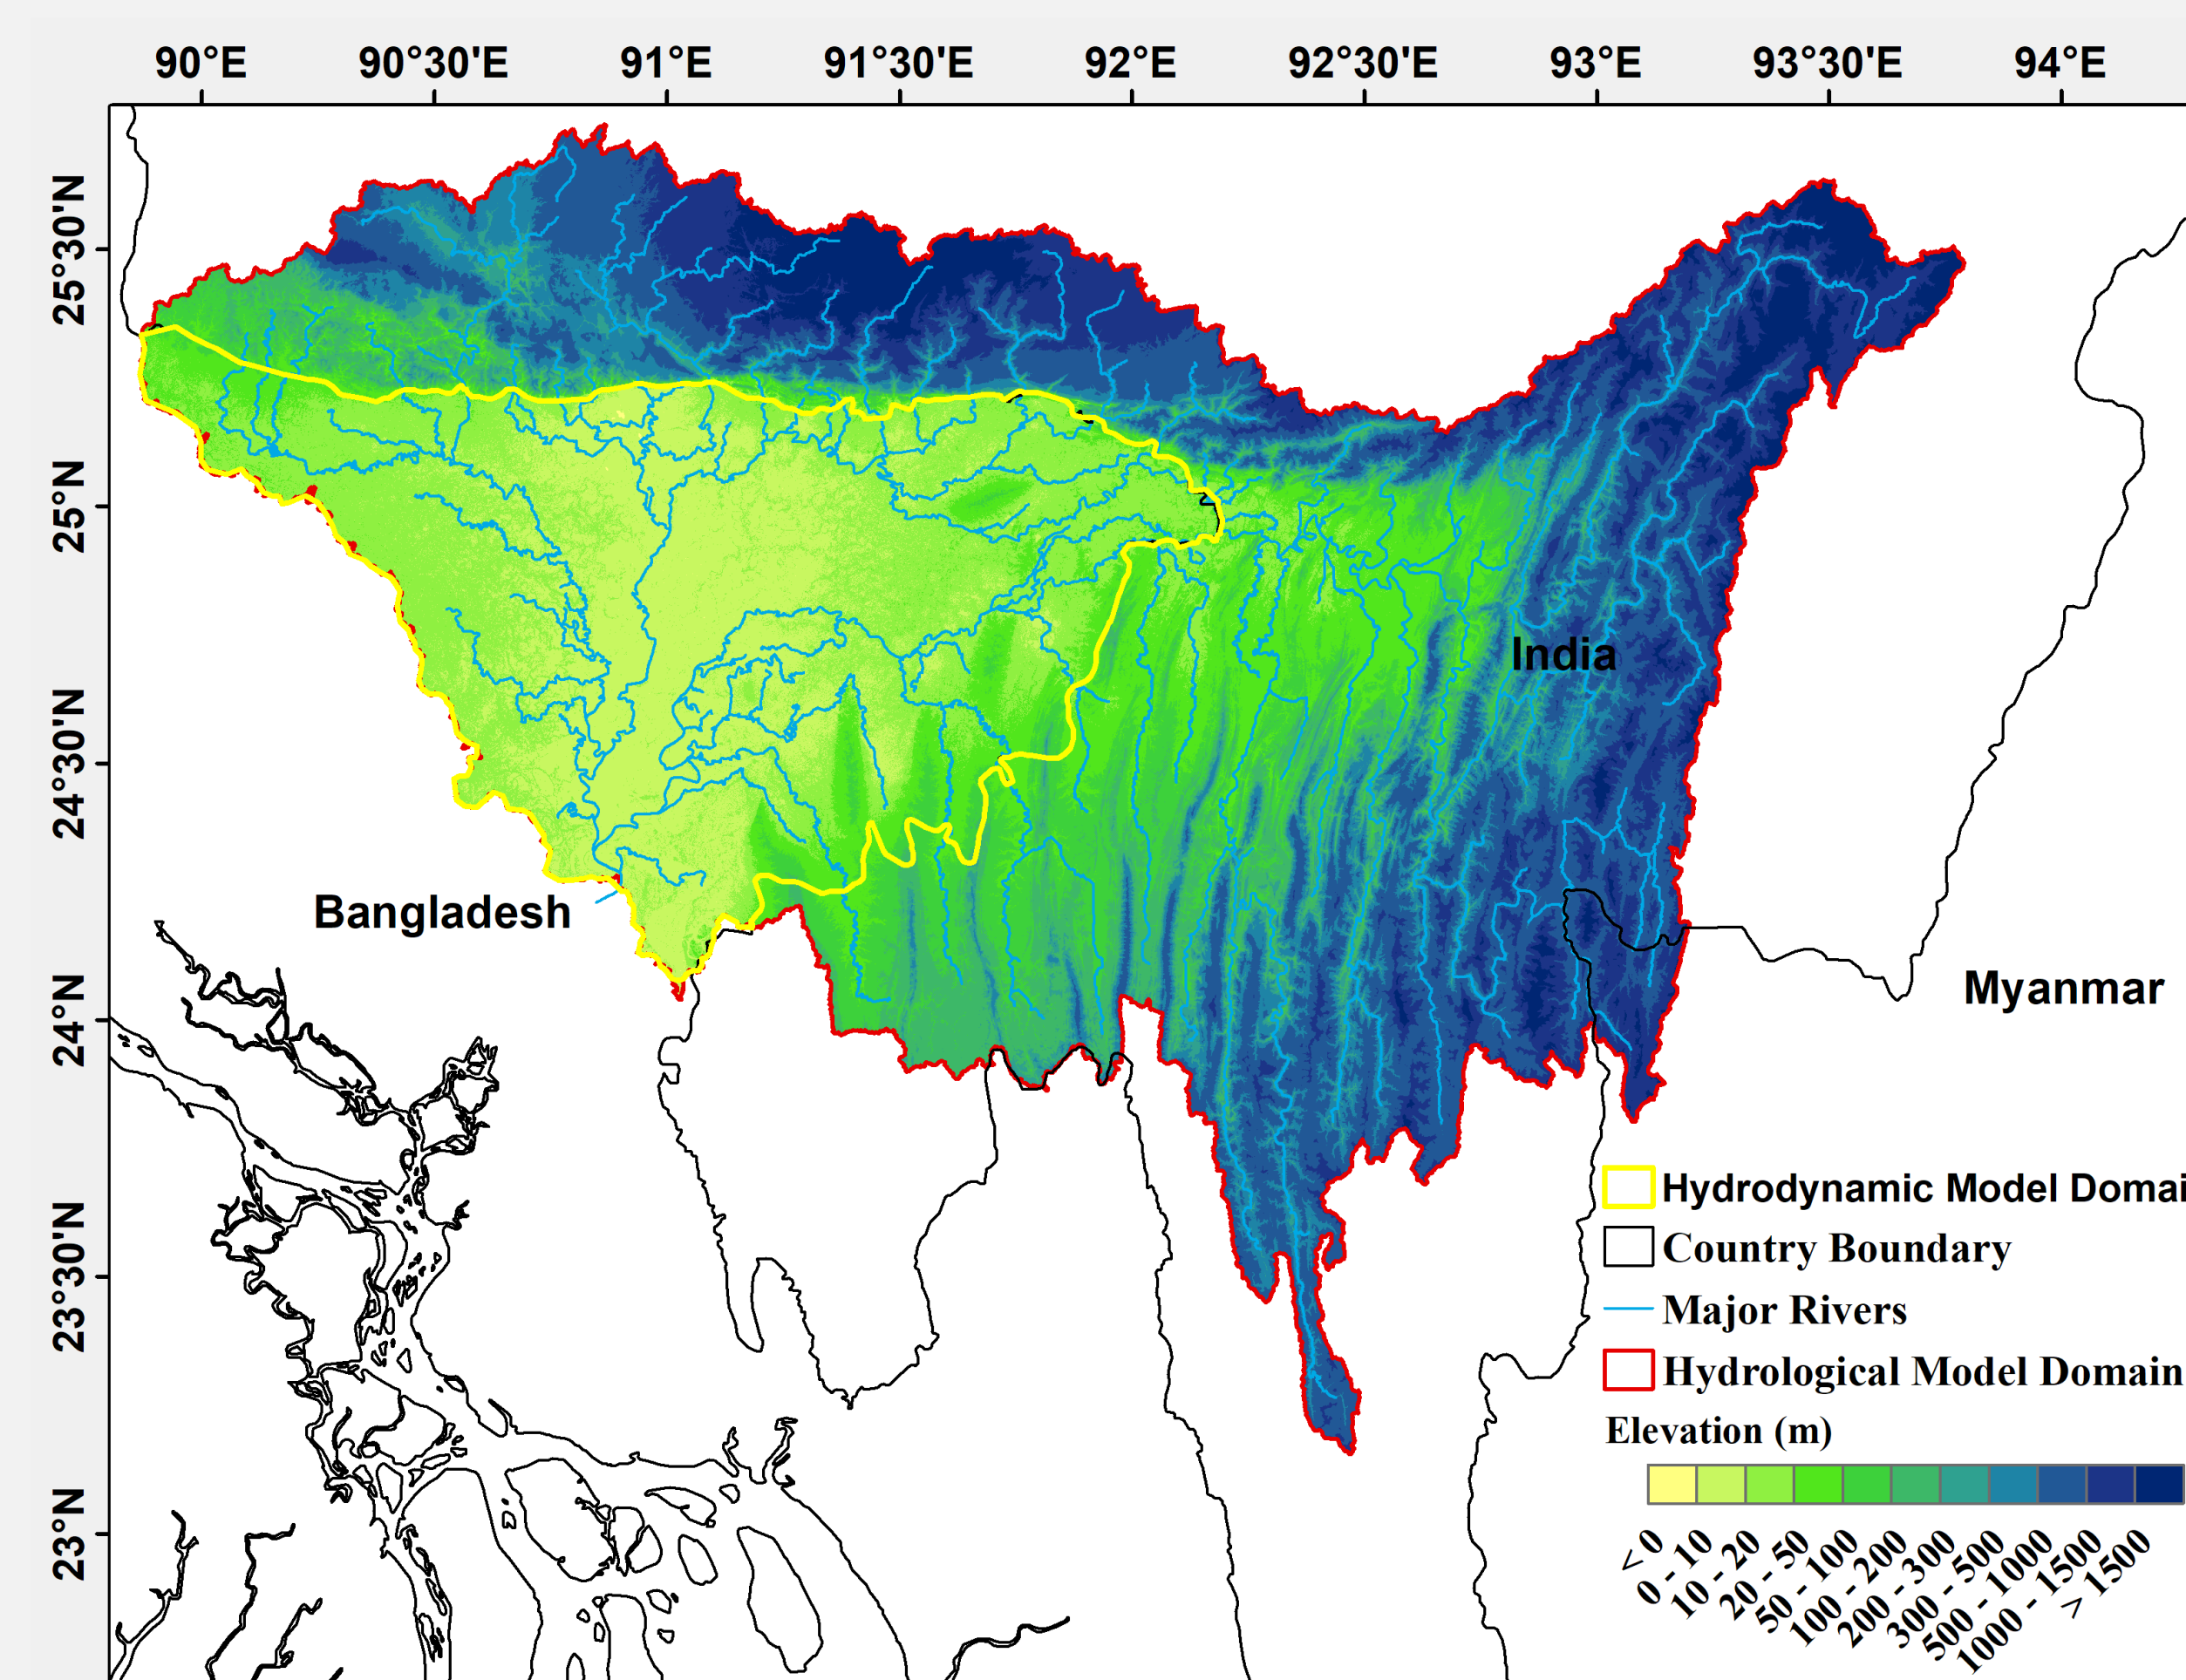 90°E 90°30'E 91°E 91°30'E 92°E 92°30'E 93°E 93°30'E 94°E
25°30'N
25°N
24°30'N
24°N
23°30'N
23°N
India
Bangladesh
Myanmar
Hydrodynamic Model Domai
Country Boundary
Major Rivers
Hydrological Model Domain
Elevation (m)
< 0
0 - 10
10 - 20
20 - 50
50 - 100
100 - 200
200 - 300
300 - 500
500 - 1000
1000 - 1500
> 1500